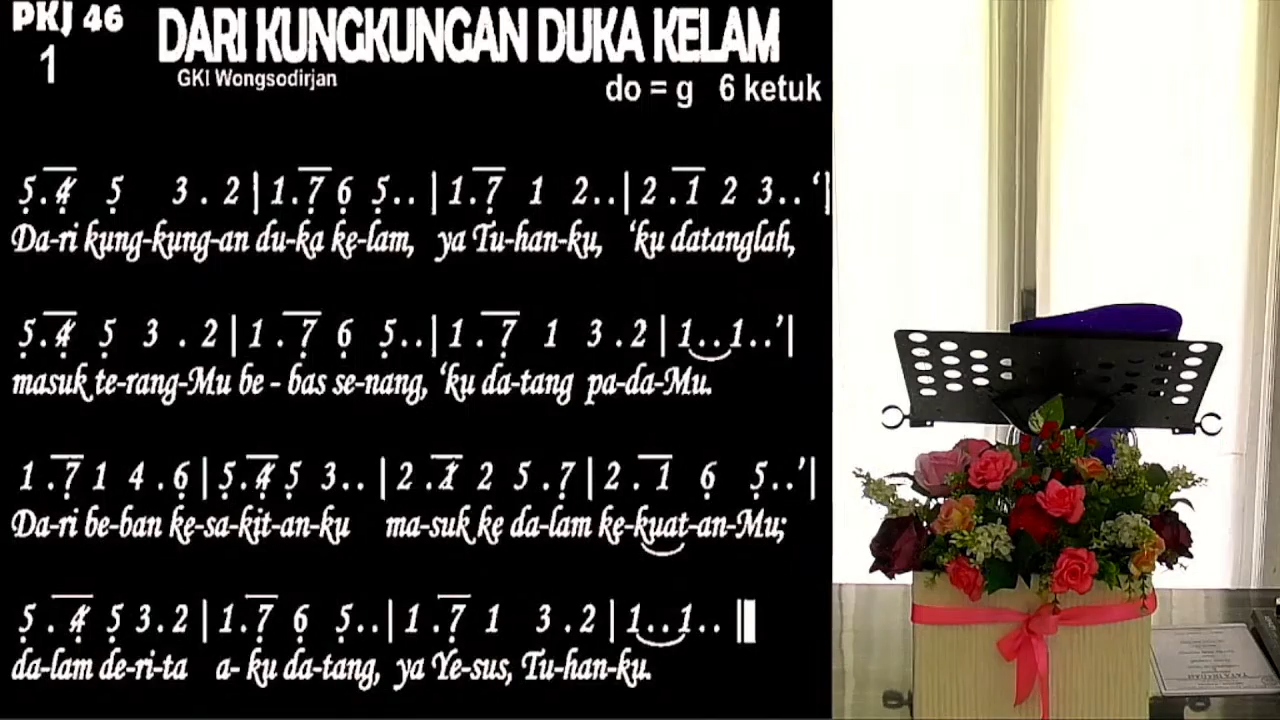 PKJ 46
1
DARI KUNGKUNGAN DUKA KELAM
GKI Wongsodirjan
do = g 6 ketuk
5 . 4 5 3 . 2 | 1 . 7 6 5 . . | 1 . 7 1 2 . . | 2 . 1 2 3 . . ‘ |
Da-ri kung-kung-an du-ka ke-lam, ya Tu-han-ku, ‘ku datanglah,
5 . 4 5 3 . 2 | 1 . 7 6 5 . . | 1 . 7 1 3 . 2 | 1 . . 1 . . ’ |
masuk te-rang-Mu be - bas se-nang, ‘ku da-tang pa-da-Mu.
1 . 7 1 4 . 6 | 5 . 4 5 3 . . | 2 . 1 2 5 . 7 | 2 . 1 6 5 . . ’ |
Da-ri be-ban ke-sa-kit-an-ku ma-suk ke da-lam ke-kuat-an-Mu;
5 . 4 5 3 . 2 | 1 . 7 6 5 . . | 1 . 7 1 3 . 2 | 1 . . 1 . . ||
da-lam de-ri-ta a- ku da-tang, ya Ye-sus, Tu-han-ku.